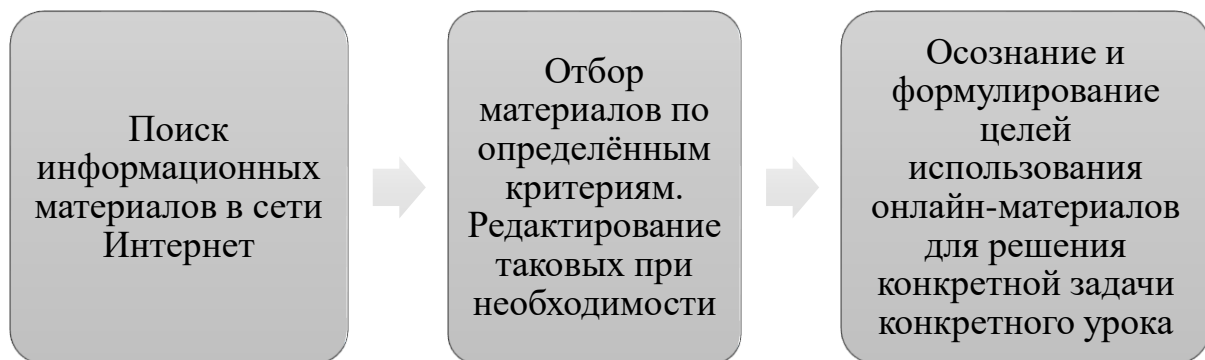 Поиск
информационных
материалов в сети
Интернет
Отбор
материалов по
определённым
критериям.
Редактирование
таковых при
необходимости
Осознание и
формулирование
целей
использования
онлайн-материалов
для решения
конкретной задачи
конкретного урока